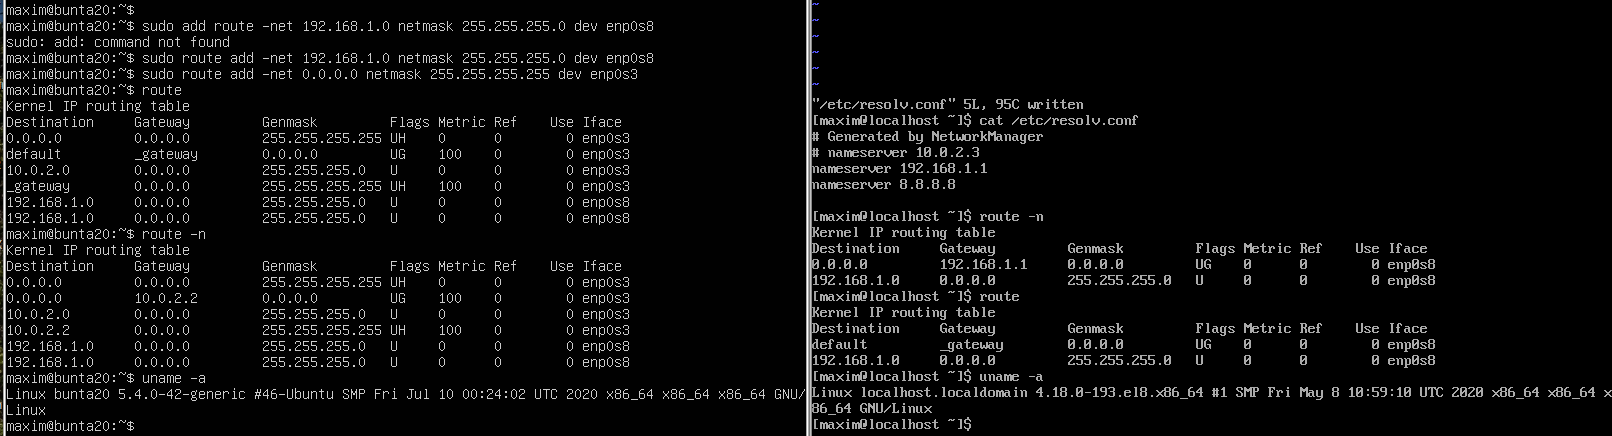 maxim@bunta20:~$
maxim@bunta20:~$ sudo add route -net 192.168.1.0 netmask 255.255.255.0 dev enp0s8
sudo: add: command not found
maxim@bunta20:~$ sudo route add -net 192.168.1.0 netmask 255.255.255.0 dev enp0s8
maxim@bunta20:~$ sudo route add -net 0.0.0.0 netmask 255.255.255.255 dev enp0s3
maxim@bunta20:~$ route
Kernel IP routing table
Destination     Gateway         Genmask         Flags Metric Ref    Use Iface
0.0.0.0         0.0.0.0         255.255.255.255 UH    0      0        0 enp0s3
default         _gateway        0.0.0.0         UG    100    0        0 enp0s3
10.0.2.0        0.0.0.0         255.255.255.0   U     0      0        0 enp0s3
_gateway        0.0.0.0         255.255.255.255 UH    100    0        0 enp0s3
192.168.1.0     0.0.0.0         255.255.255.0   U     0      0        0 enp0s8
192.168.1.0     0.0.0.0         255.255.255.0   U     0      0        0 enp0s8
maxim@bunta20:~$ route -n
Kernel IP routing table
Destination     Gateway         Genmask         Flags Metric Ref    Use Iface
0.0.0.0         0.0.0.0         255.255.255.255 UH    0      0        0 enp0s3
0.0.0.0         10.0.2.2        0.0.0.0         UG    100    0        0 enp0s3
10.0.2.0        0.0.0.0         255.255.255.0   U     0      0        0 enp0s3
10.0.2.2        0.0.0.0         255.255.255.255 UH    100    0        0 enp0s3
192.168.1.0     0.0.0.0         255.255.255.0   U     0      0        0 enp0s8
192.168.1.0     0.0.0.0         255.255.255.0   U     0      0        0 enp0s8
maxim@bunta20:~$ uname -a
Linux bunta20 5.4.0-42-generic #46-Ubuntu SMP Fri Jul 10 00:24:02 UTC 2020 x86_64 x86_64 x86_64 GNU/
Linux
maxim@bunta20:~$
~
~
~
~
~
~
"/etc/resolv.conf" 5L, 95C written
[maxim@localhost ~]$ cat /etc/resolv.conf
# Generated by NetworkManager
# nameserver 10.0.2.3
nameserver 192.168.1.1
nameserver 8.8.8.8
[maxim@localhost ~]$ route -n
Kernel IP routing table
Destination     Gateway         Genmask         Flags Metric Ref    Use Iface
0.0.0.0         192.168.1.1     0.0.0.0         UG    0      0        0 enp0s8
192.168.1.0     0.0.0.0         255.255.255.0   U     0      0        0 enp0s8
[maxim@localhost ~]$ route
Kernel IP routing table
Destination     Gateway         Genmask         Flags Metric Ref    Use Iface
default         _gateway        0.0.0.0         UG    0      0        0 enp0s8
192.168.1.0     0.0.0.0         255.255.255.0   U     0      0        0 enp0s8
[maxim@localhost ~]$ uname -a
Linux localhost.localdomain 4.18.0-193.el8.x86_64 #1 SMP Fri May 8 10:59:10 UTC 2020 x86_64 x86_64 x
86_64 GNU/Linux
[maxim@localhost ~]$